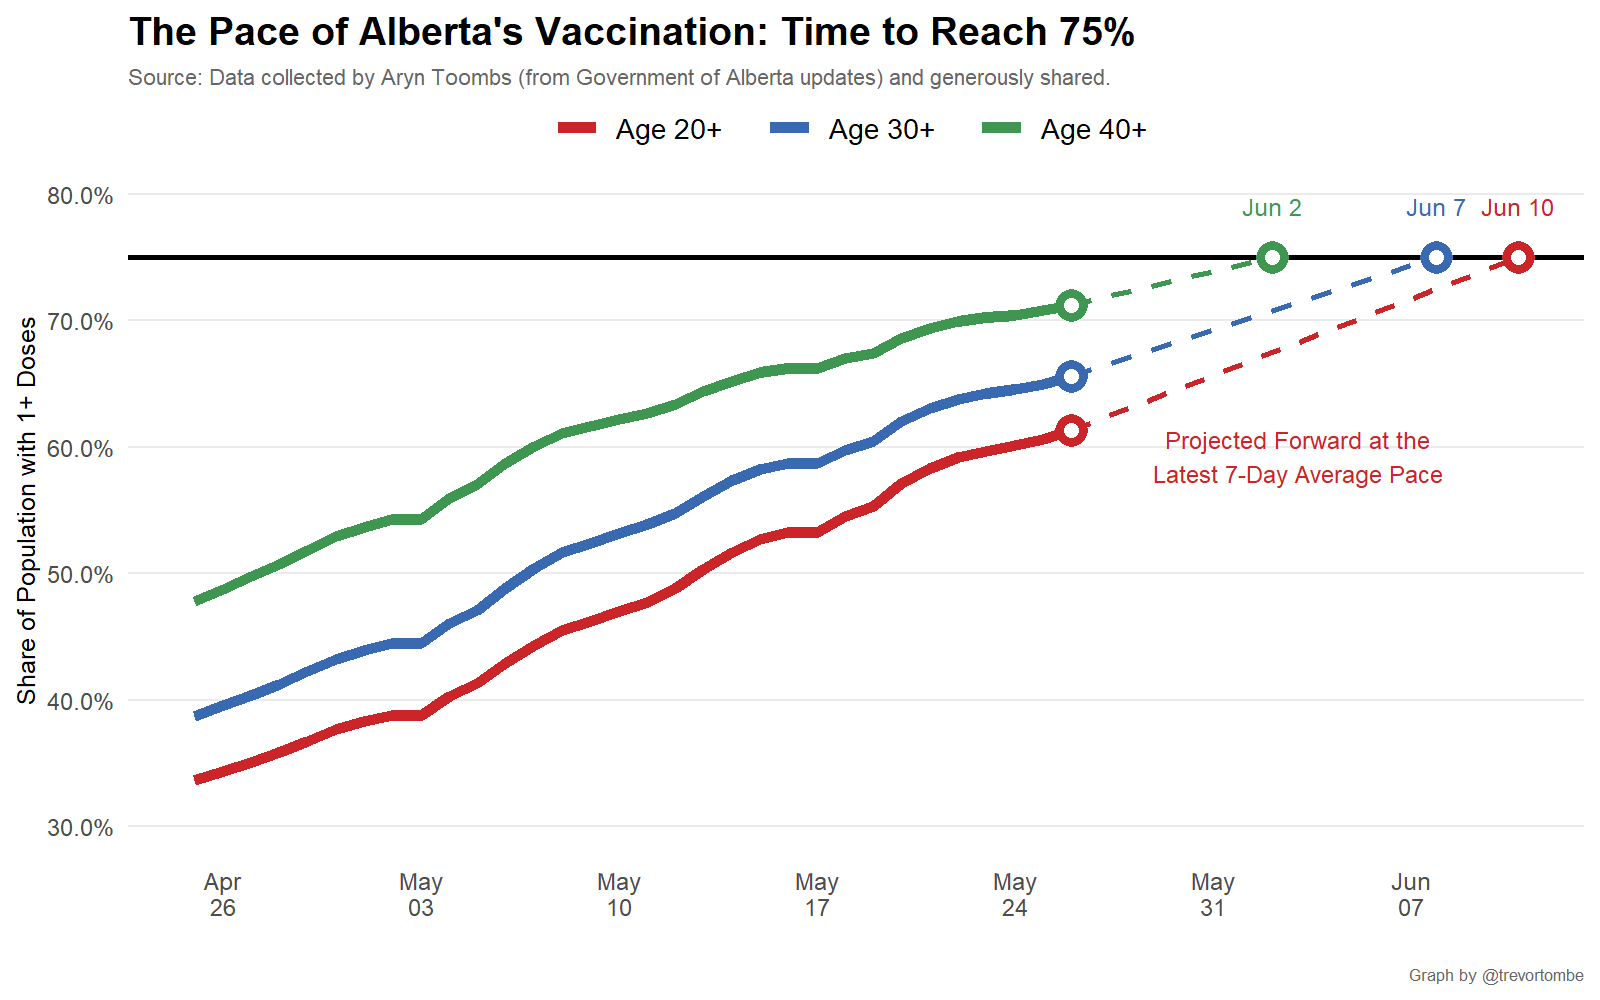 The Pace of Alberta's Vaccination: Time to Reach 75%
Source: Data collected by Aryn Toombs (from Government of Alberta updates) and generously shared.
Age 20+
Age 30+
Age 40+
Share of Population with 1+ Doses
80.0%
70.0%
60.0%
50.0%
40.0%
30.0%
Jun 2
Jun 7
Jun 10
Projected Forward at the
Latest 7-Day Average Pace
Apr
26
May
03
May
10
May
17
May
24
May
31
Jun
07
Graph by @trevortombe